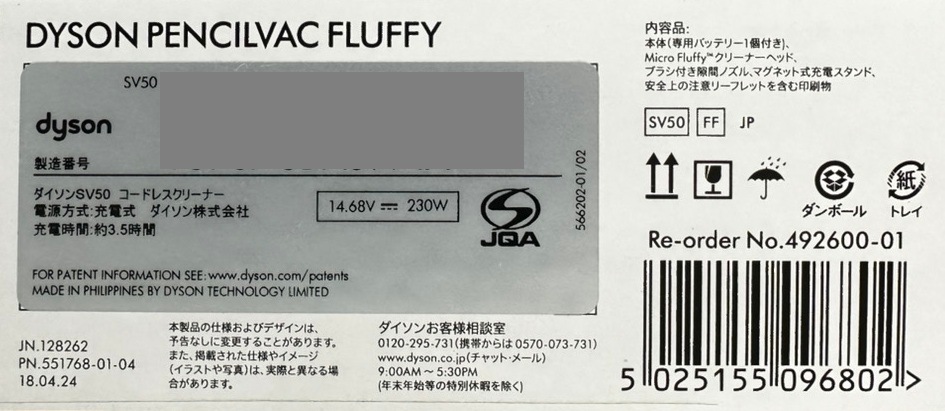 DYSON PENCILVAC FLUFFY
SV50
dyson
製造番号
ダイソンSV50 コードレスクリーナー
電源方式:充電式 ダイソン株式会社
充電時間:約3.5時間
14.68V ⎓ 230W
JQA
566202-01/02
FOR PATENT INFORMATION SEE: www.dyson.com/patents
MADE IN PHILIPPINES BY DYSON TECHNOLOGY LIMITED
JN.128262
PN.551768-01-04
18.04.24
本製品の仕様およびデザインは、
予告なしに変更することがあります。
また、掲載された仕様やイメージ
(イラストや写真)は、実際と異なる場
合があります。
ダイソンお客様相談室
0120-295-731(携帯からは 0570-073-731)
www.dyson.co.jp(チャット・メール)
9:00AM ~ 5:30PM
(年末年始等の特別休暇を除く)
内容品:
本体(専用バッテリー1個付き)、
Micro Fluffy™クリーナーヘッド、
ブラシ付き隙間ノズル、マグネット式充電スタンド、
安全上の注意リーフレットを含む印刷物
SV50 FF JP
紙
ダンボール トレイ
Re-order No.492600-01
5 025155 096802 >